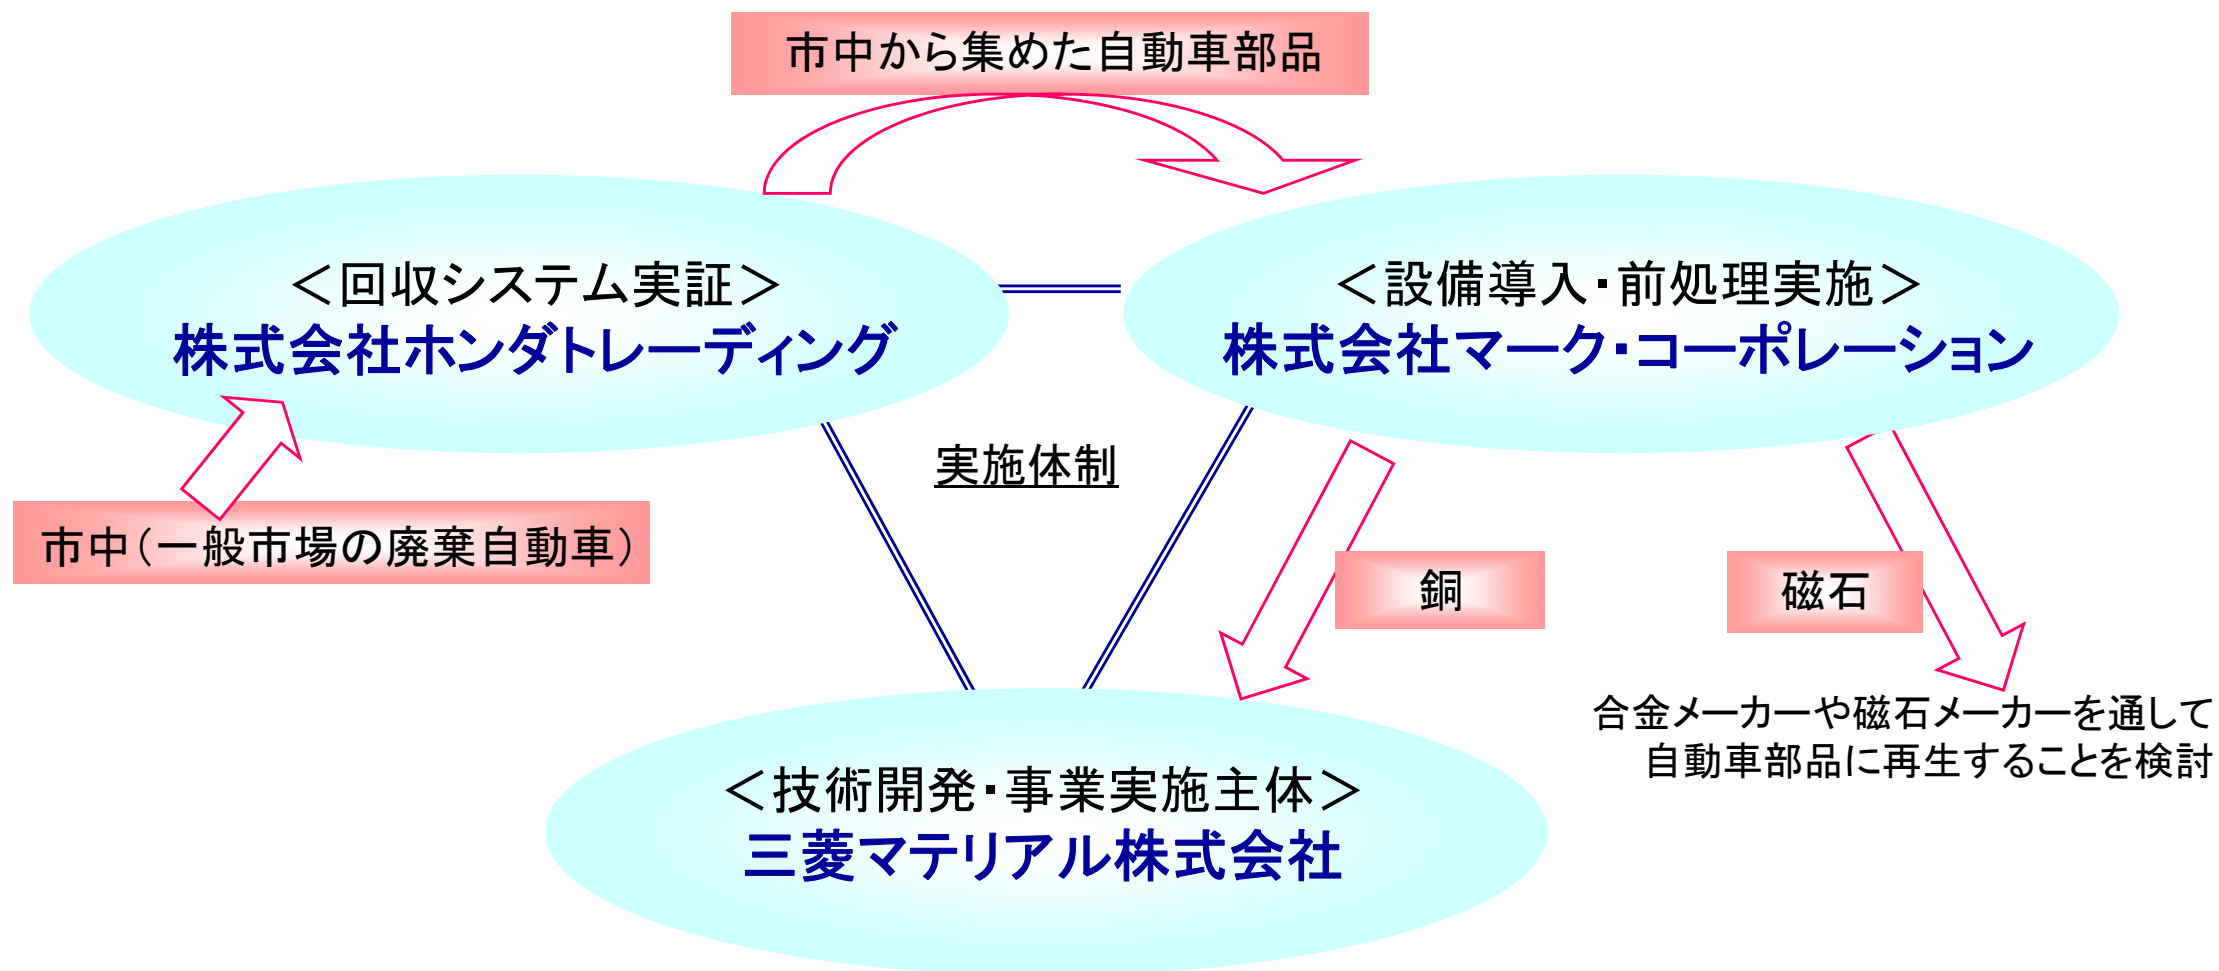 市中から集めた自動車部品
＜回収システム実証＞
株式会社ホンダトレーディング
＜設備導入・前処理実施＞
株式会社マーク・コーポレーション
実施体制
市中（一般市場の廃棄自動車）
銅
磁石
合金メーカーや磁石メーカーを通して
自動車部品に再生することを検討
＜技術開発・事業実施主体＞
三菱マテリアル株式会社